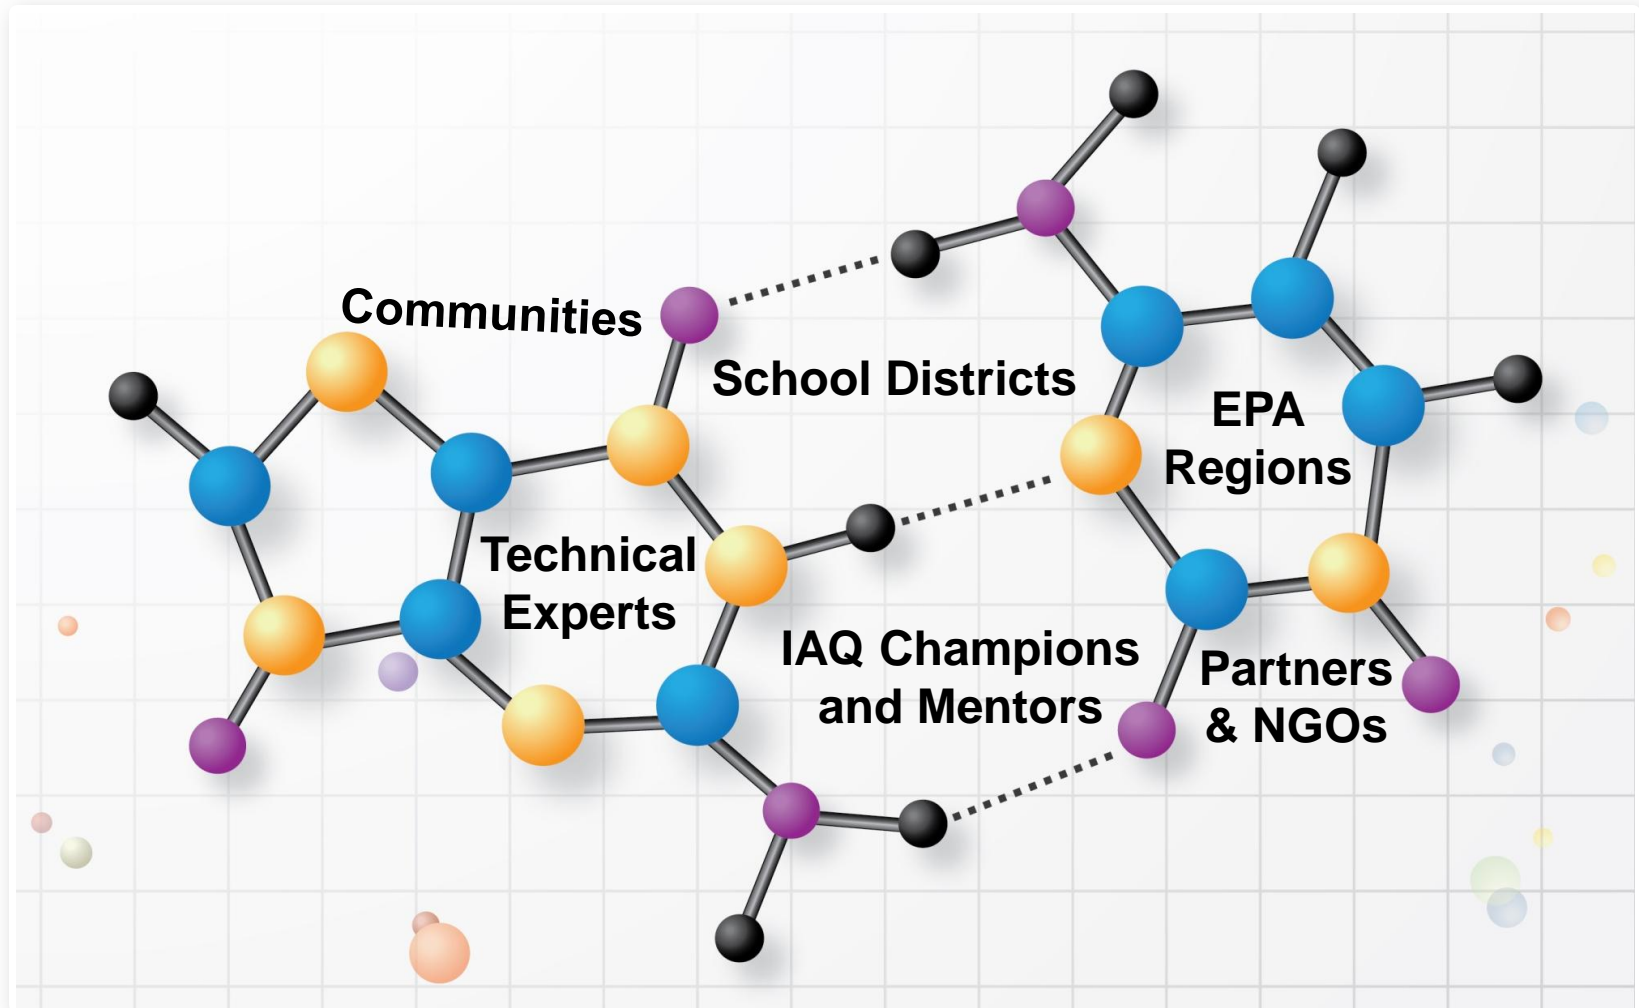 Communities
School Districts
EPA
Regions
Technical
Experts
IAQ Champions
and Mentors
Partners
& NGOs